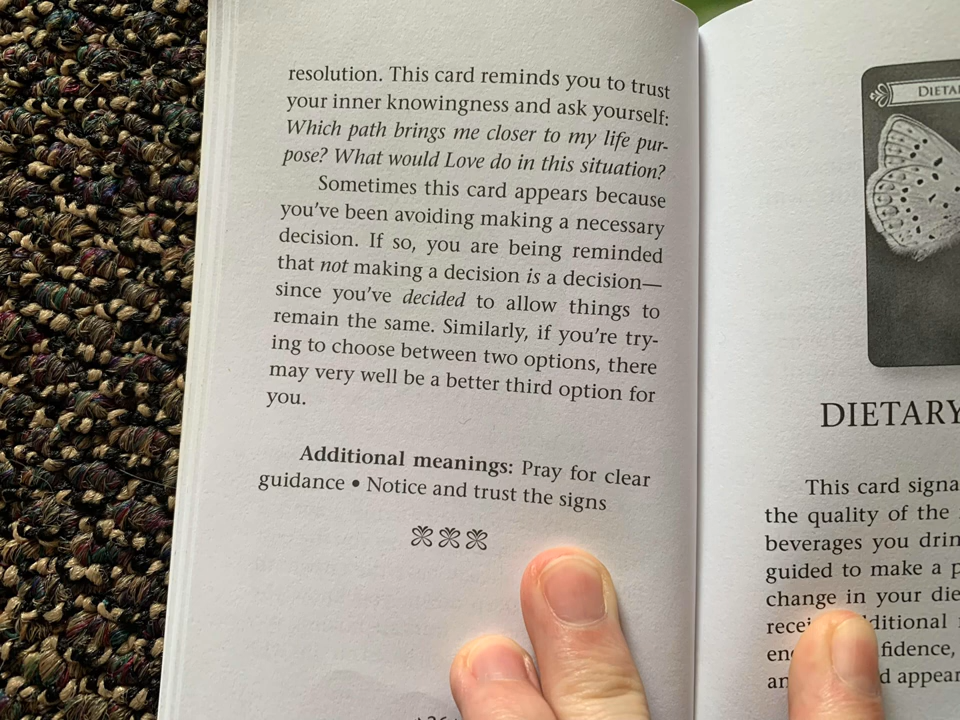 resolution. This card reminds you to trust
your inner knowingness and ask yourself:
Which path brings me closer to my life pur-
pose? What would Love do in this situation?
Sometimes this card appears because
you've been avoiding making a necessary
decision. If so, you are being reminded
that not making a decision is a decision—
since you've decided to allow things to
remain the same. Similarly, if you're try-
ing to choose between two options, there
may very well be a better third option for
you.
Additional meanings: Pray for clear
guidance • Notice and trust the signs
DIETARY
This card signa
the quality of the
beverages you drin
guided to make a p
change in your die
fidence,
appear